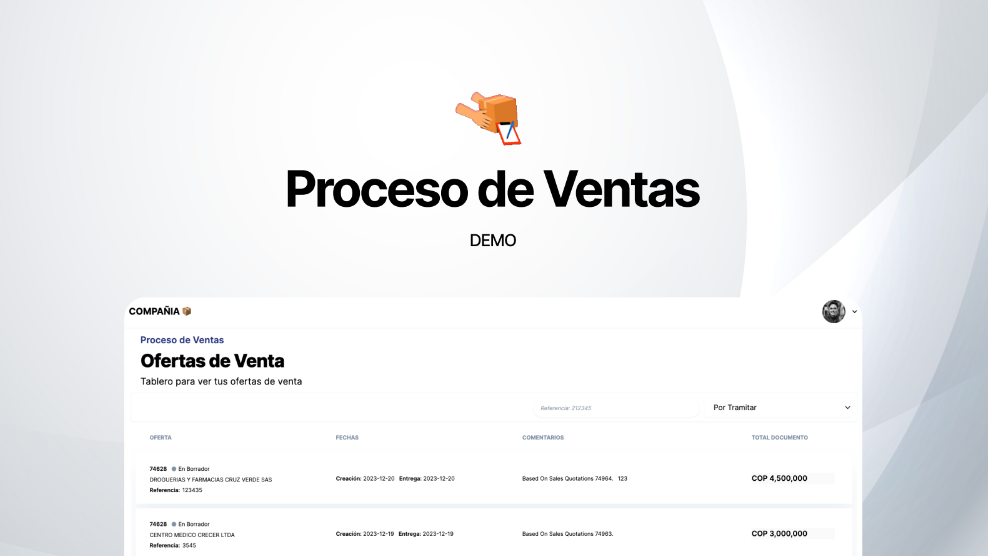 Proceso de Ventas
DEMO
COMPAÑIA
Proceso de Ventas
Ofertas de Venta
Tablero para ver tus ofertas de venta
Referencia: 212345
Por Tramitar
OFERTA FECHAS COMENTARIOS TOTAL DOCUMENTO
74628 En Borrador
DROGUERIAS Y FARMACIAS CRUZ VERDE SAS
Creación: 2023-12-20 Entrega: 2023-12-20
Based On Sales Quotations 74964. 123
COP 4,500,000
Referencia: 123435
74628 En Borrador
CENTRO MEDICO CRECER LTDA
Creación: 2023-12-19 Entrega: 2023-12-19
Based On Sales Quotations 74963.
COP 3,000,000
Referencia: 3545